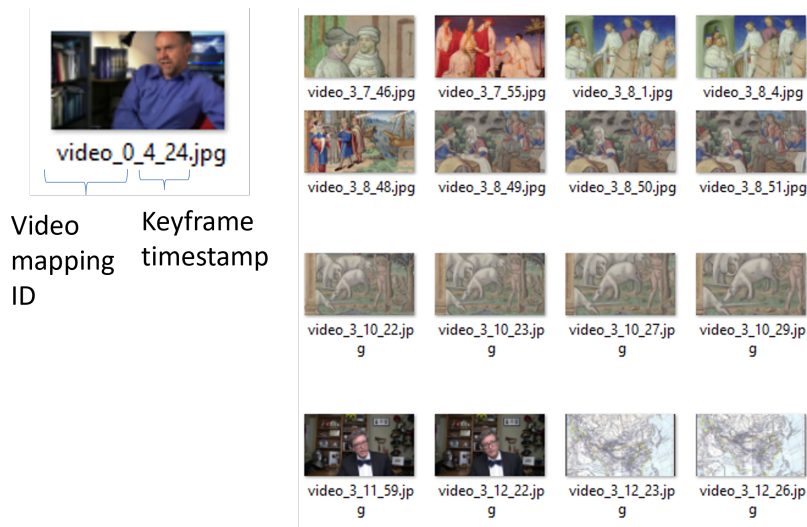 video_0_4_24.jpg
Video
mapping
ID
Keyframe
timestamp
video_3_7_46.jpg
video_3_7_55.jpg
video_3_8_1.jpg
video_3_8_4.jpg
video_3_8_48.jpg
video_3_8_49.jpg
video_3_8_50.jpg
video_3_8_51.jpg
video_3_10_22.jp
g
video_3_10_23.jp
g
video_3_10_27.jp
g
video_3_10_29.jp
g
video_3_11_59.jp
g
video_3_12_22.jp
g
video_3_12_23.jp
g
video_3_12_26.jp
g